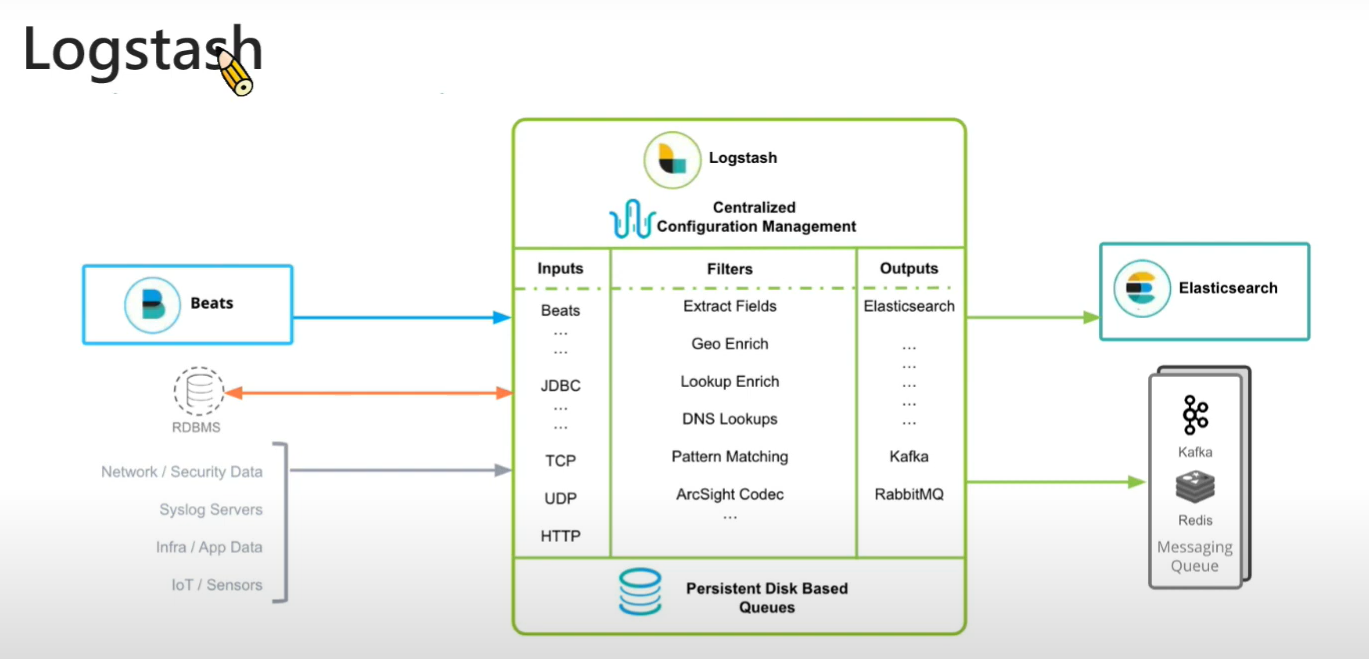 Logstash
Logstash
Centralized
Configuration Management
Inputs
Beats
...
...
JDBC
...
...
TCP
UDP
HTTP
Filters
Extract Fields
Geo Enrich
Lookup Enrich
DNS Lookups
Pattern Matching
ArcSight Codec
...
Outputs
Elasticsearch
...
...
...
...
...
Kafka
RabbitMQ
Persistent Disk Based
Queues
Beats
RDBMS
Network / Security Data
Syslog Servers
Infra / App Data
IoT / Sensors
Elasticsearch
Kafka
Redis
Messaging
Queue